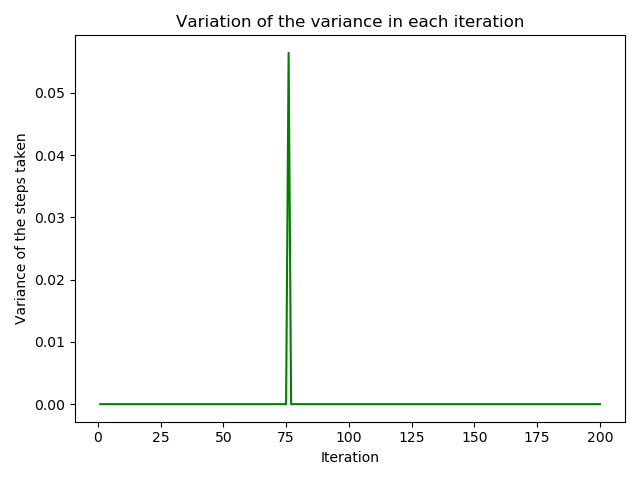 Variation of the variance in each iteration
Variance of the steps taken
0.05
0.04
0.03
0.02
0.01
0.00
0 25 50 75 100 125 150 175 200
Iteration